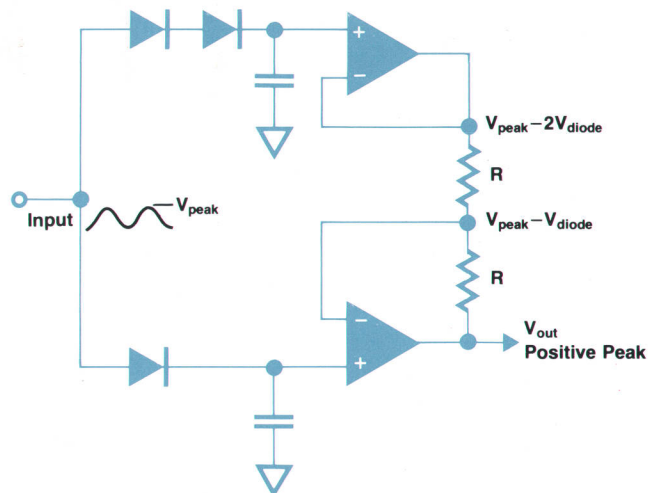 +
−
V_peak−2V_diode
R
Input
V_peak
V_peak−V_diode
R
−
+
V_out
Positive Peak